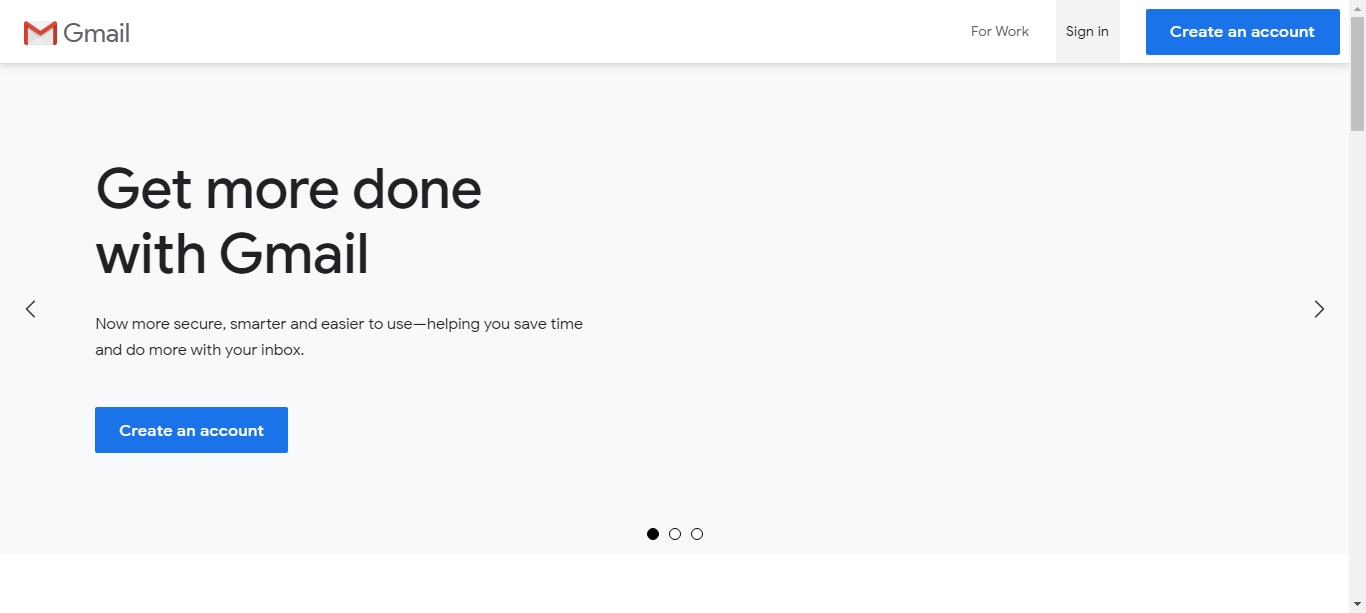 Gmail
For Work
Sign in
Create an account
Get more done
with Gmail
Now more secure, smarter and easier to use—helping you save time
and do more with your inbox.
Create an account